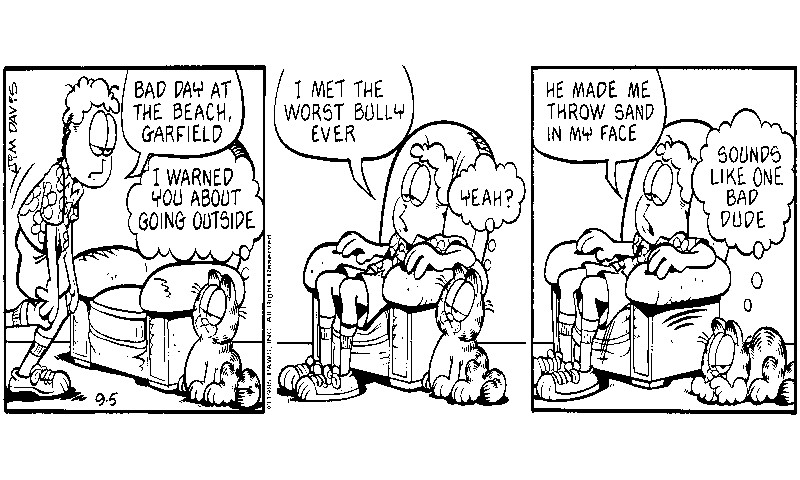 JIM DAVIS
BAD DAY AT
THE BEACH,
GARFIELD
I WARNED
YOU ABOUT
GOING OUTSIDE
9-5
I MET THE
WORST BULLY
EVER
YEAH?
HE MADE ME
THROW SAND
IN MY FACE
SOUNDS
LIKE ONE
BAD
DUDE